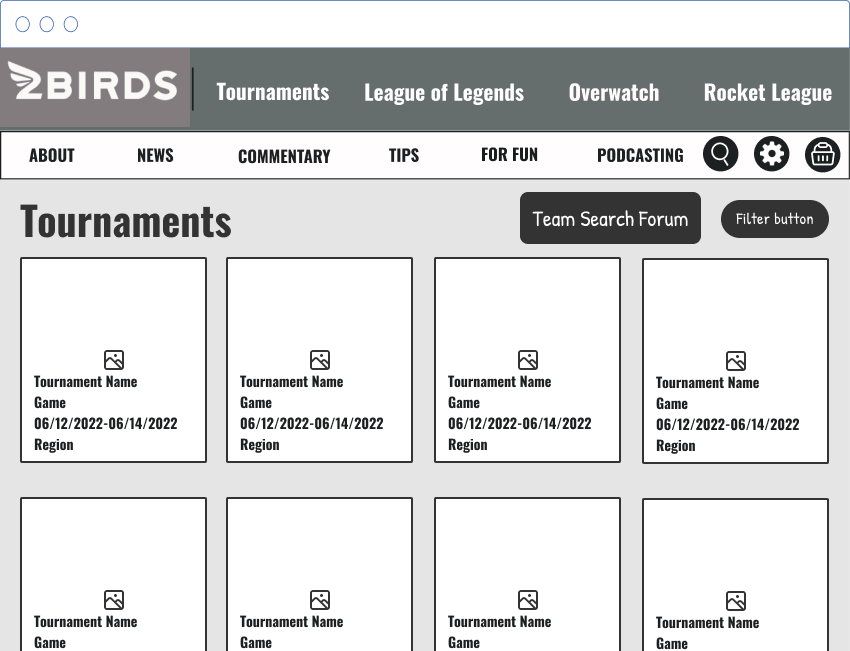 2BIRDS
Tournaments League of Legends Overwatch Rocket League
ABOUT NEWS COMMENTARY TIPS FOR FUN PODCASTING
Tournaments
Team Search Forum
Filter button
Tournament Name
Game
06/12/2022-06/14/2022
Region
Tournament Name
Game
06/12/2022-06/14/2022
Region
Tournament Name
Game
06/12/2022-06/14/2022
Region
Tournament Name
Game
06/12/2022-06/14/2022
Region
Tournament Name
Game
Tournament Name
Game
Tournament Name
Game
Tournament Name
Game